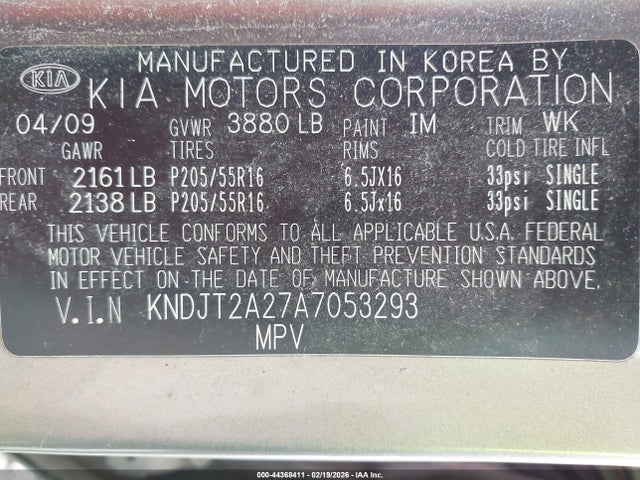 MANUFACTURED IN KOREA BY
KIA KIA MOTORS CORPORATION
04/09 GVWR 3880 LB PAINT IM TRIM WK
GAWR TIRES RIMS COLD TIRE INFL
FRONT 2161 LB P205/55R16 6.5JX16 33psi SINGLE
REAR 2138 LB P205/55R16 6.5Jx16 33psi SINGLE
THIS VEHICLE CONFORMS TO ALL APPLICABLE U.S.A. FEDERAL
MOTOR VEHICLE SAFETY AND THEFT PREVENTION STANDARDS
IN EFFECT ON THE DATE OF MANUFACTURE SHOWN ABOVE.
V.I.N KNDJT2A27A7053293
MPV
000-44368411 - 02/19/2026 - IAA Inc.